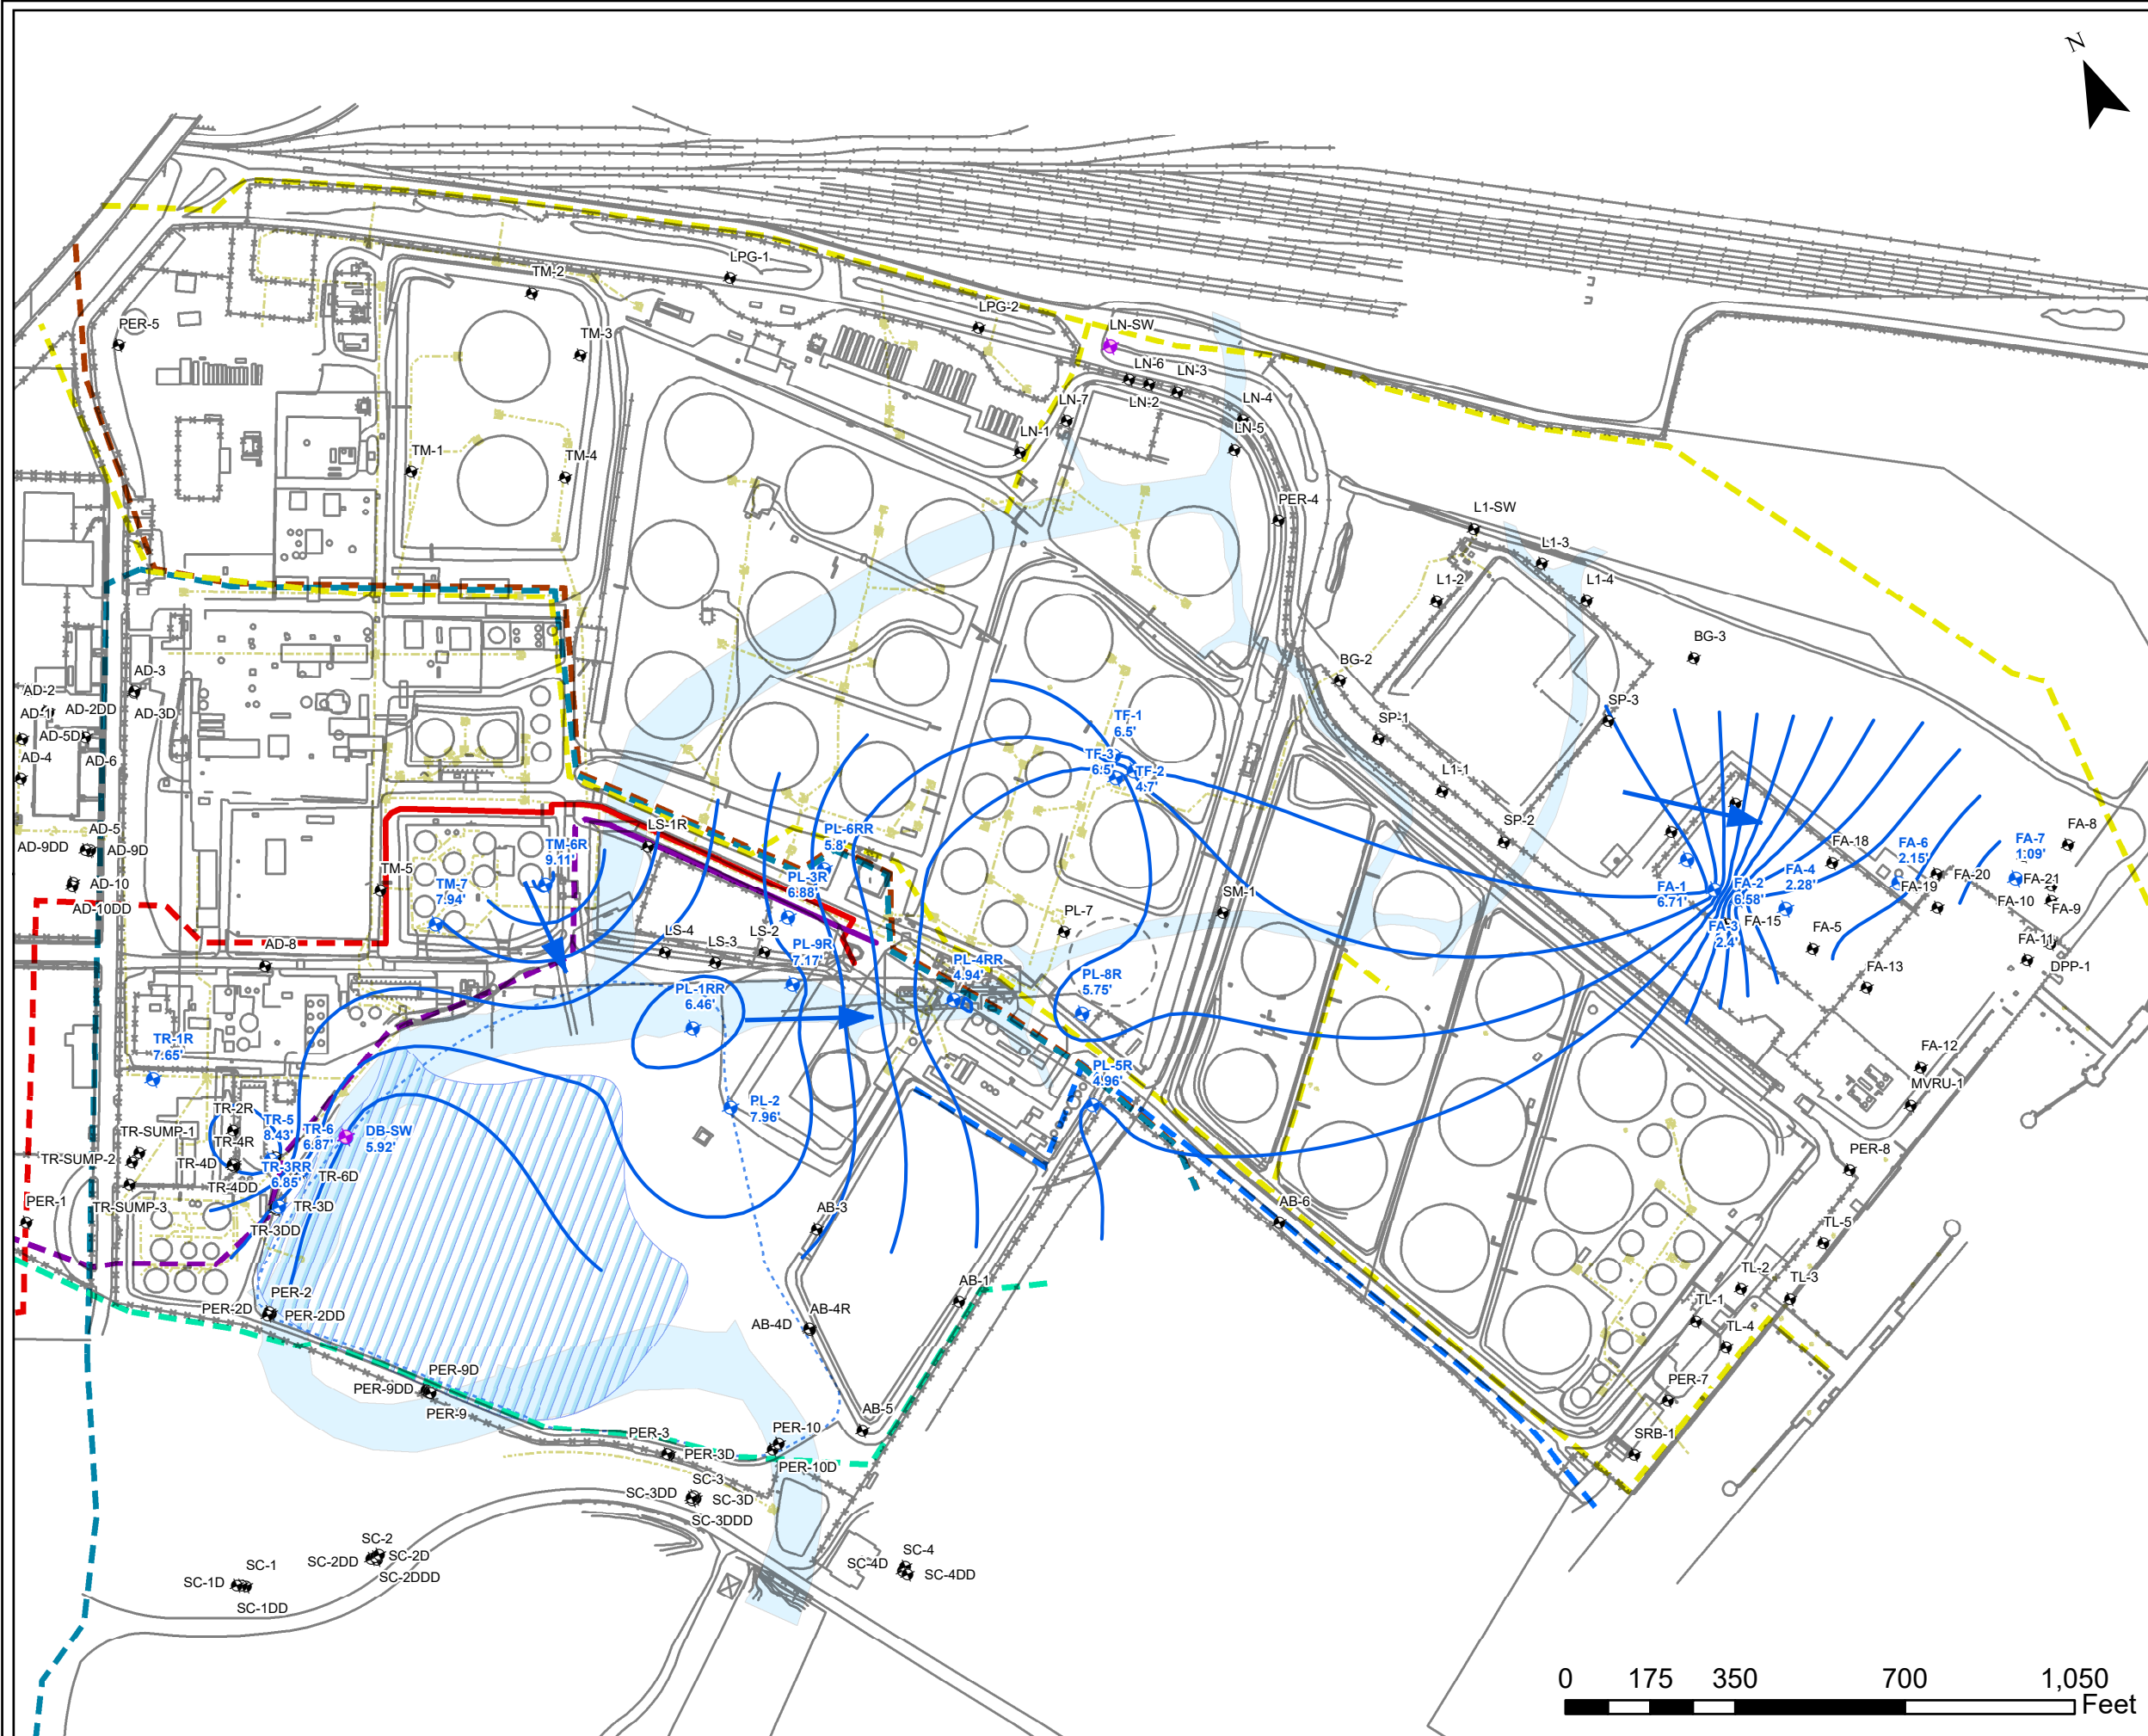 N
LPG-1
TM-2
LPG-2
PER-5
TM-3
LN-SW
LN-6
LN-3
LN-7
LN-2
LN-4
LN-5
LN-1
TM-1
TM-4
PER-4
L1-SW
L1-3
L1-2
L1-4
BG-3
BG-2
AD-3
AD-2
AD-2DD
AD-3D
SP-3
TF-1
6.5'
SP-1
AD-5D
TF-3
6.5'
TF-2
4.7'
AD-4
AD-6
L1-1
AD-5
LS-1R
PL-6RR
5.8'
SP-2
FA-8
FA-18
FA-6
2.15'
FA-7
1.09'
AD-9DD
AD-9D
TM-6R
9.11'
TM-5
TM-7
7.94'
PL-3R
6.88'
FA-4
2.28'
FA-20
FA-21
AD-10
AD-10DD
FA-1
6.71'
FA-2
6.58'
FA-19
FA-10
FA-9
SM-1
PL-7
FA-15
FA-5
FA-3
2.4'
LS-4
LS-3
LS-2
PL-9R
7.17'
FA-11
AD-8
PL-4RR
4.94'
PL-8R
5.75'
FA-13
DPP-1
PL-1RR
6.46'
TR-1R
7.65'
FA-12
PL-5R
4.96'
MVRU-1
PL-2
7.96'
TR-2R
TR-5
8.43'
TR-6
6.87'
DB-SW
5.92'
TR-SUMP-1
TR-4R
TR-SUMP-2
TR-4D
TR-3RR
6.85'
TR-6D
PER-8
TR-4DD
PER-1
TR-SUMP-3
TR-3D
AB-3
AB-6
TR-3DD
TL-5
TL-2
TL-3
PER-2
PER-2D
PER-2DD
AB-1
AB-4R
AB-4D
TL-1
TL-4
PER-9D
PER-9DD
PER-7
PER-9
AB-5
PER-3
PER-10
SRB-1
PER-3D
PER-10D
SC-3
SC-3DD
SC-3D
SC-3DDD
SC-2
SC-2DD
SC-2D
SC-4
SC-4D
SC-4DD
SC-1
SC-1D
SC-2DDD
SC-1DD
0 175 350 700 1,050
Feet